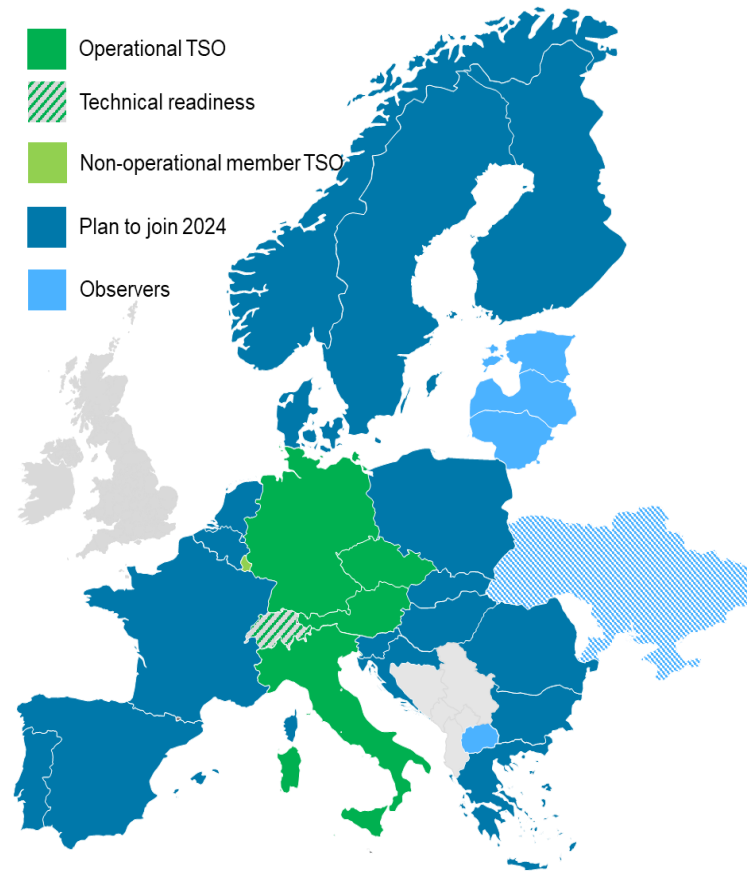 Operational TSO
Technical readiness
Non-operational member TSO
Plan to join 2024
Observers